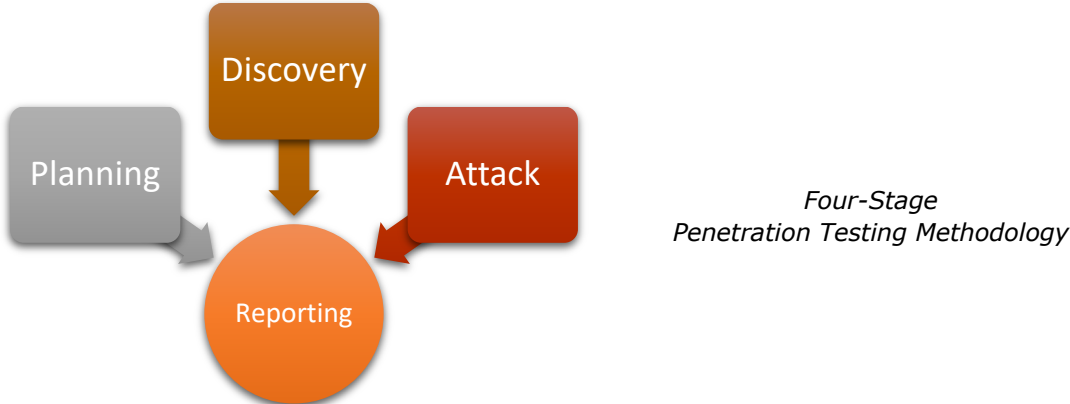 Discovery
Planning
Attack
Reporting
Four-Stage
Penetration Testing Methodology